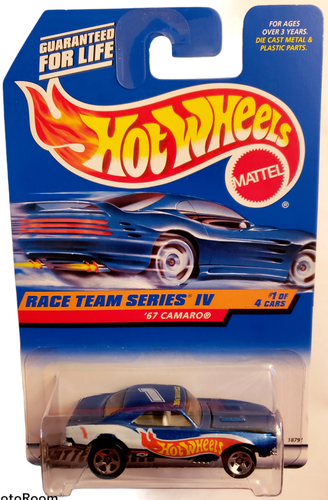 GUARANTEED
FOR LIFE
FOR AGES
OVER 3 YEARS.
DIE CAST METAL &
PLASTIC PARTS.
HOT WHEELS
MATTEL
®
RACE TEAM SERIES IV
#1 OF
4 CARS
'67 CAMARO®
HOT WHEELS
18791
otoRoom